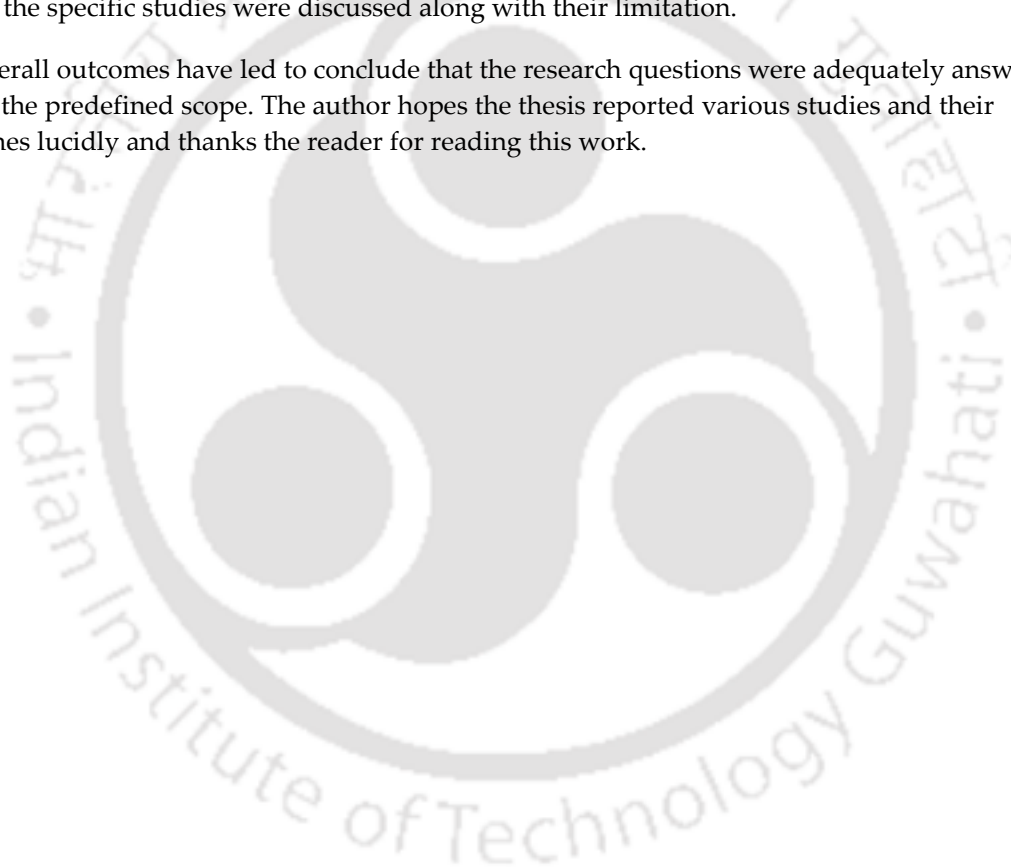 the specific studies were discussed along with their limitation.
erall outcomes have led to conclude that the research questions were adequately answ
the predefined scope. The author hopes the thesis reported various studies and their
nes lucidly and thanks the reader for reading this work.
Indian Institute of Technology Guwahati